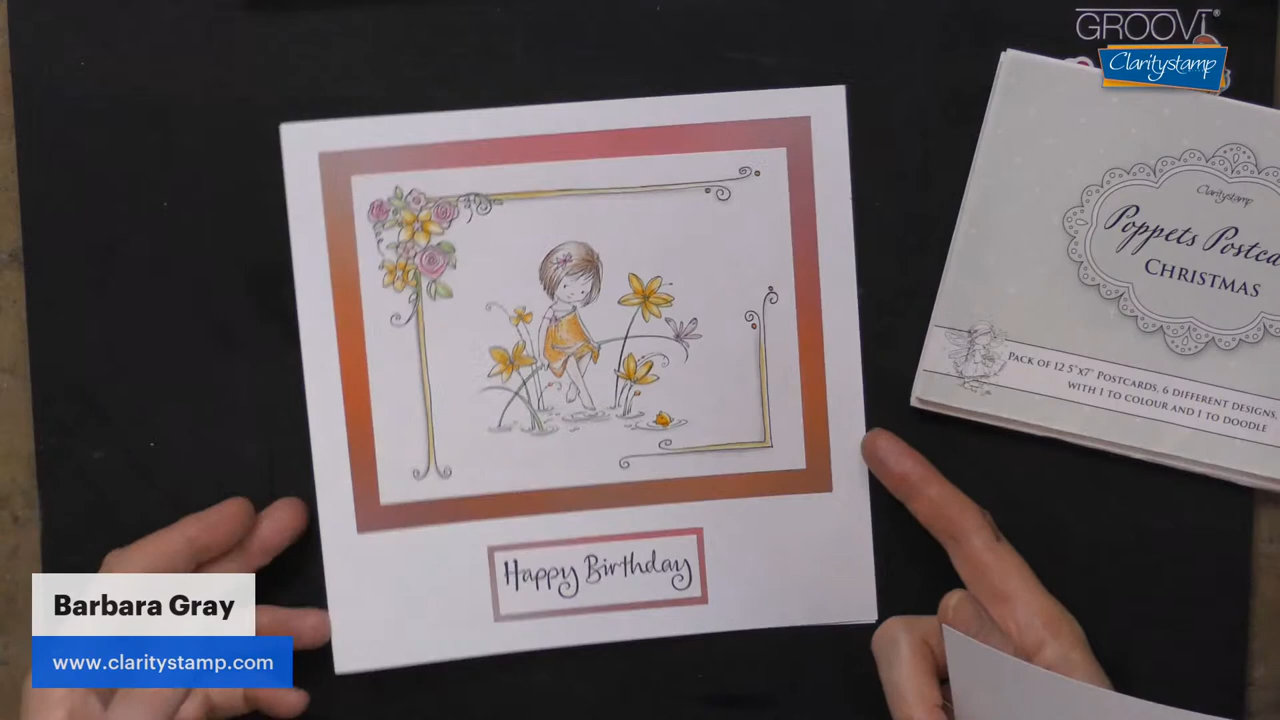 GROOVI®
Claritystamp
Claritystamp
Poppets
CHRISTMAS
PACK OF 12 5"X7" POSTCARDS, 6 DIFFERENT DESIGNS,
WITH 1 TO COLOUR AND 1 TO DOODLE
Happy Birthday
Barbara Gray
www.claritystamp.com